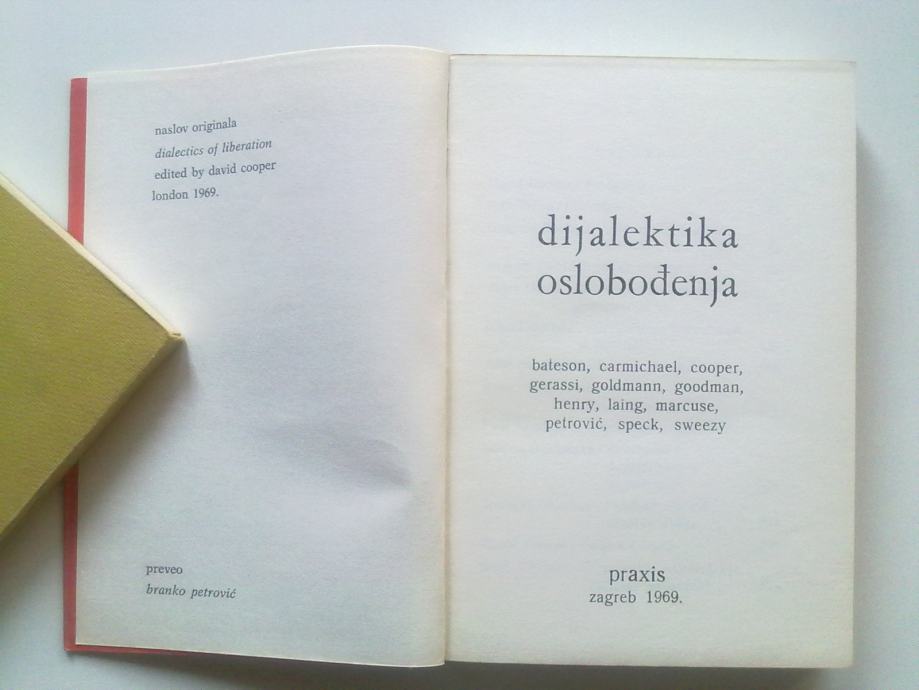 naslov originala
dialectics of liberation
edited by david cooper
london 1969.
preveo
branko petrović
dijalektika
oslobođenja
bateson, carmichael, cooper,
gerassi, goldmann, goodman,
henry, laing, marcuse,
petrović, speck, sweezy
praxis
zagreb 1969.